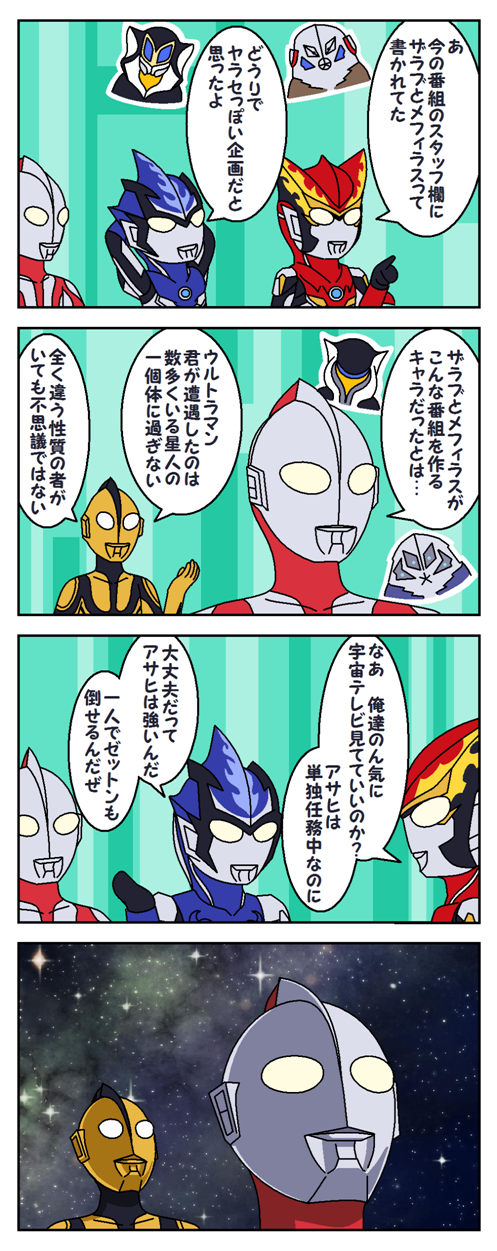 あ
今の番組のスタッフ欄に
ザラブとメフィラスって
書かれてた
どうりで
ヤラセっぽい企画だと
思ったよ
ザラブとメフィラスが
こんな番組を作る
キャラだったとは…
ウルトラマン
君が遭遇したのは
数多くいる星人の
一個体に過ぎない
全く違う性質の者が
いても不思議ではない
なあ 俺達のん気に
宇宙テレビ見てていいのか?
アサヒは
単独任務中なのに
大丈夫だって
アサヒは強いんだ
一人でゼットンも
倒せるんだぜ